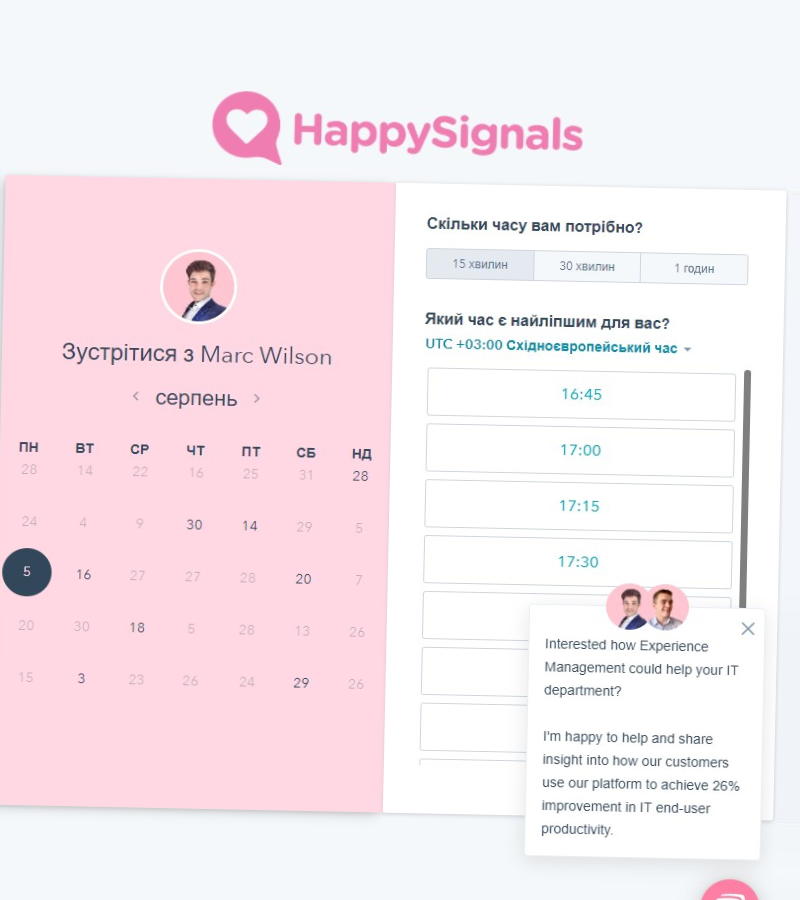 HappySignals
Зустрітися з Marc Wilson
серпень
ПН ВТ СР ЧТ ПТ СБ НД
28 14 22 16 25 31 28
24 4 9 30 14 29 5
5 16 27 27 28 20 7
20 30 18 5 28 13 26
15 3 23 26 24 29 26
Скільки часу вам потрібно?
15 хвилин 30 хвилин 1 годин
Який час є найліпшим для вас?
UTC +03:00 Східноєвропейський час
16:45
17:00
17:15
17:30
Interested how Experience
Management could help your IT
department?
I'm happy to help and share
insight into how our customers
use our platform to achieve 26%
improvement in IT end-user
productivity.